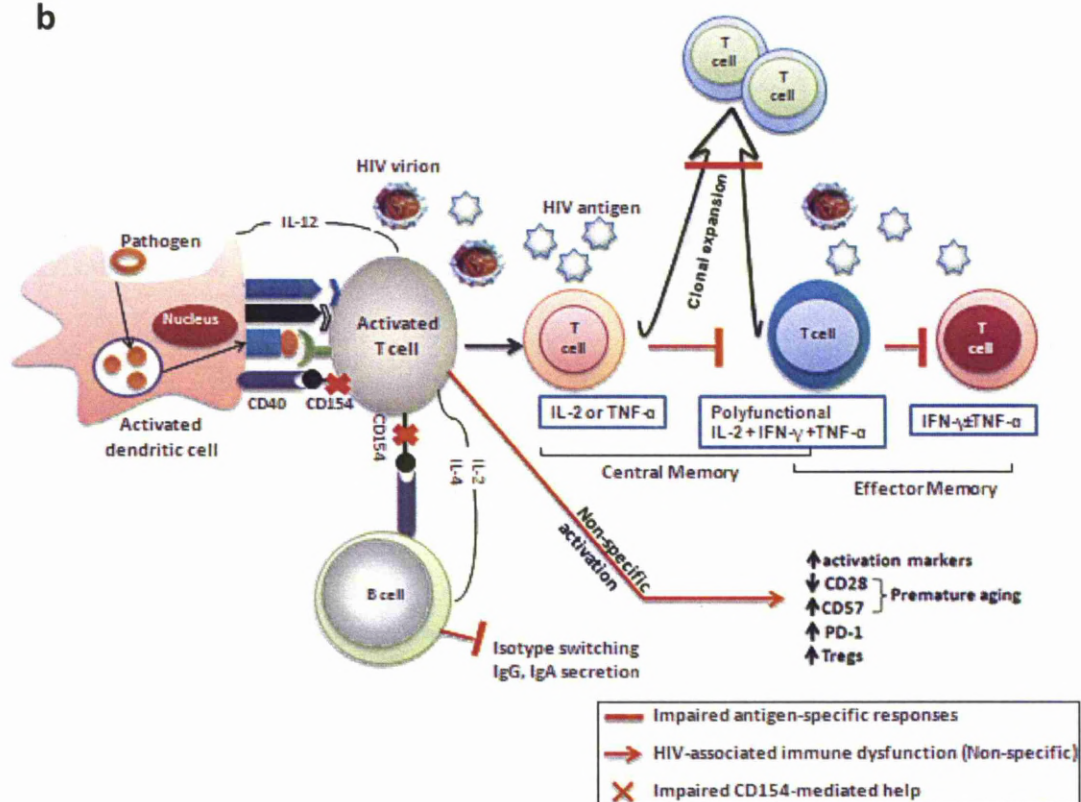 b
T
cell
T
cell
HIV virion
HIV antigen
Clonal expansion
IL-12
Pathogen
Nucleus
Activated
T cell
T
cell
T cell
T
cell
CD40
CD154
Activated
dendritic cell
IL-2 or TNF-α
Polyfunctional
IL-2 + IFN-γ +TNF-α
IFN-γ±TNF-α
Central Memory
Effector Memory
CD154
IL-4
IL-2
Non-specific
activation
B cell
Isotype switching
IgG, IgA secretion
↑activation markers
↓CD28
↑CD57
Premature aging
↑PD-1
↑Tregs
Impaired antigen-specific responses
HIV-associated immune dysfunction (Non-specific)
Impaired CD154-mediated help